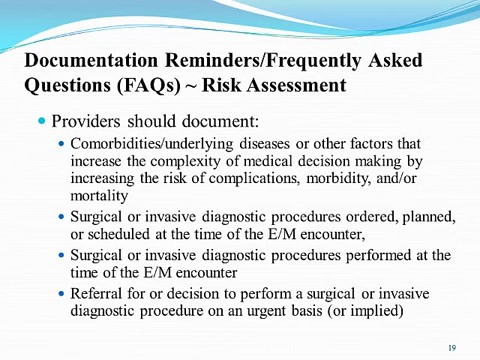 Documentation Reminders/Frequently Asked
Questions (FAQs) ~ Risk Assessment
• Providers should document:
• Comorbidities/underlying diseases or other factors that
increase the complexity of medical decision making by
increasing the risk of complications, morbidity, and/or
mortality
• Surgical or invasive diagnostic procedures ordered, planned,
or scheduled at the time of the E/M encounter,
• Surgical or invasive diagnostic procedures performed at the
time of the E/M encounter
• Referral for or decision to perform a surgical or invasive
diagnostic procedure on an urgent basis (or implied)
19